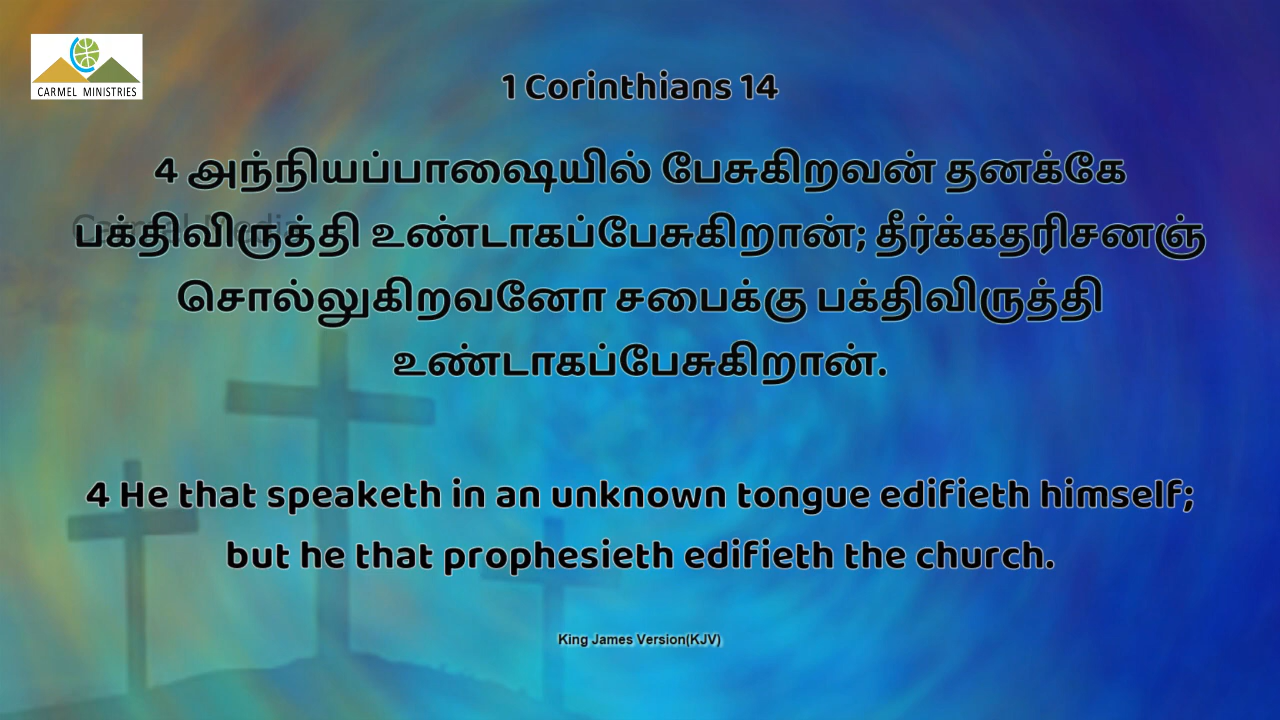 CARMEL MINISTRIES
1 Corinthians 14
4 அந்நியப்பாஷையில் பேசுகிறவன் தனக்கே
Carmel Media
பக்திவிருத்தி உண்டாகப்பேசுகிறான்; தீர்க்கதரிசனஞ்
சொல்லுகிறவனோ சபைக்கு பக்திவிருத்தி
உண்டாகப்பேசுகிறான்.
4 He that speaketh in an unknown tongue edifieth himself;
but he that prophesieth edifieth the church.
King James Version(KJV)